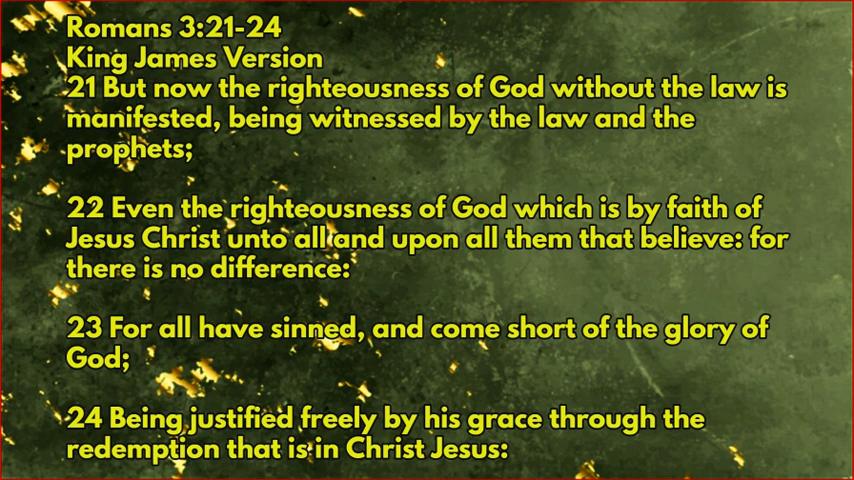 Romans 3:21-24
King James Version
21 But now the righteousness of God without the law is
manifested, being witnessed by the law and the
prophets;
22 Even the righteousness of God which is by faith of
Jesus Christ unto all and upon all them that believe: for
there is no difference:
23 For all have sinned, and come short of the glory of
God;
24 Being justified freely by his grace through the
redemption that is in Christ Jesus: